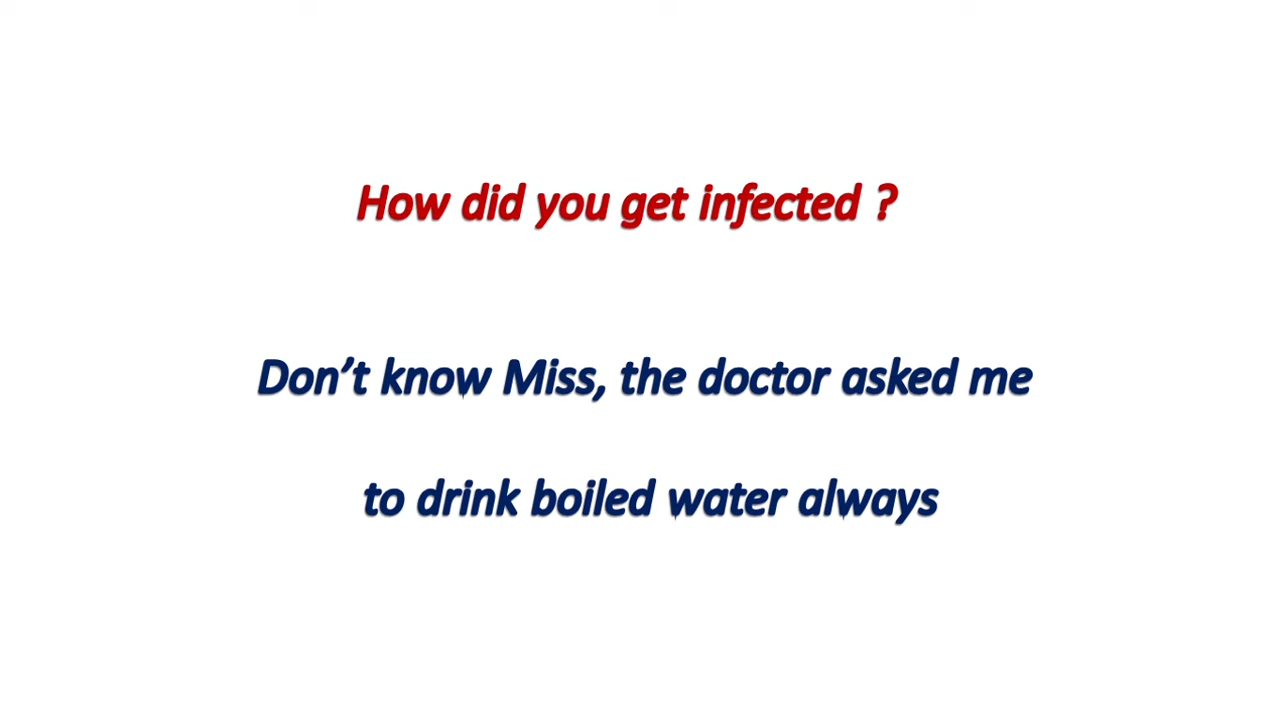 How did you get infected ?
Don’t know Miss, the doctor asked me
to drink boiled water always